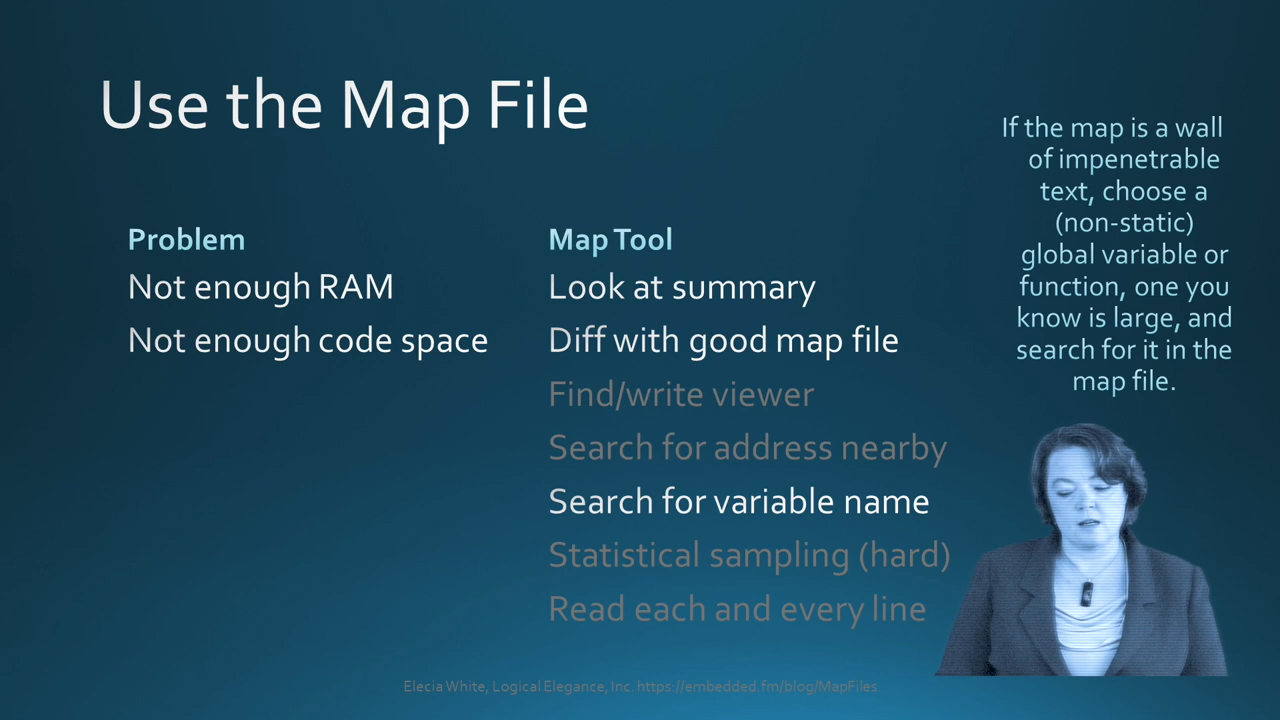 Use the Map File
Problem
Not enough RAM
Not enough code space
Map Tool
Look at summary
Diff with good map file
Find/write viewer
Search for address nearby
Search for variable name
Statistical sampling (hard)
Read each and every line
If the map is a wall
of impenetrable
text, choose a
(non-static)
global variable or
function, one you
know is large, and
search for it in the
map file.
Elecia White, Logical Elegance, Inc. https://embedded.fm/blog/MapFiles